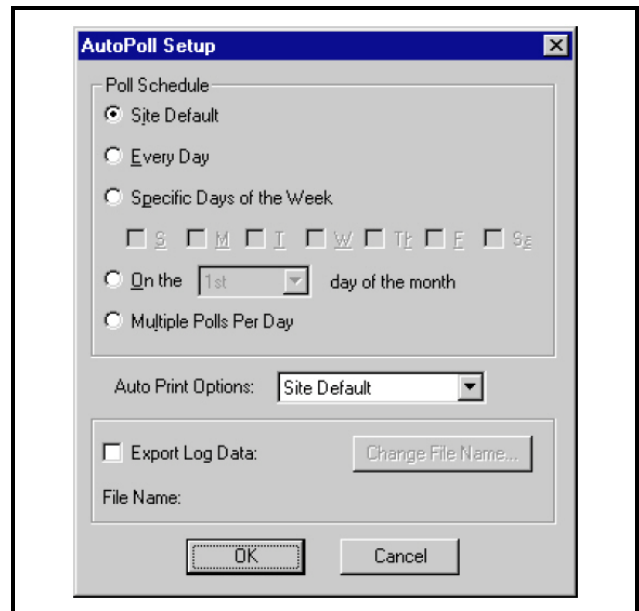 AutoPoll Setup
Poll Schedule
Site Default
Every Day
Specific Days of the Week
S M T W Th F Sa
On the 1st day of the month
Multiple Polls Per Day
Auto Print Options: Site Default
Export Log Data: Change File Name...
File Name:
OK Cancel